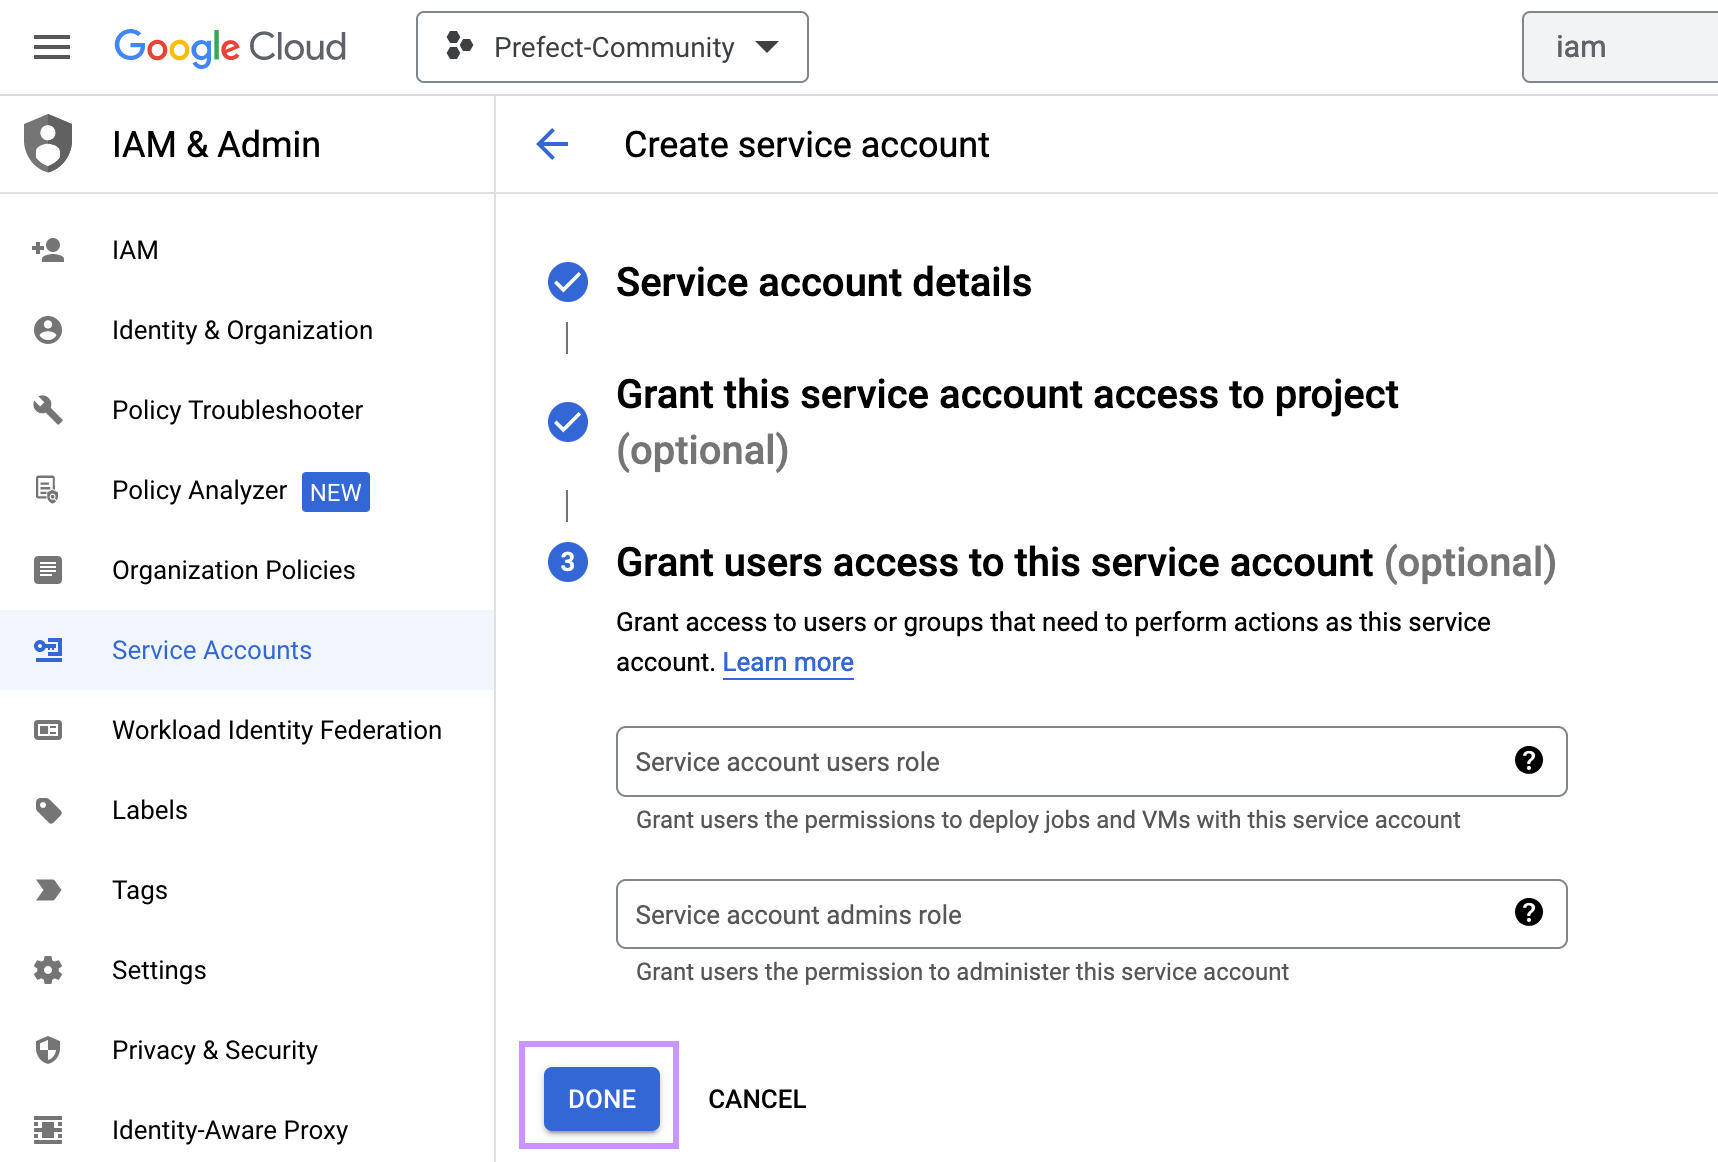 Google Cloud
Prefect-Community
iam
IAM & Admin
Create service account
IAM
Identity & Organization
Policy Troubleshooter
Policy Analyzer NEW
Organization Policies
Service Accounts
Workload Identity Federation
Labels
Tags
Settings
Privacy & Security
Identity-Aware Proxy
Service account details
Grant this service account access to project
(optional)
3 Grant users access to this service account (optional)
Grant access to users or groups that need to perform actions as this service
account. Learn more
Service account users role ?
Grant users the permissions to deploy jobs and VMs with this service account
Service account admins role ?
Grant users the permission to administer this service account
DONE CANCEL